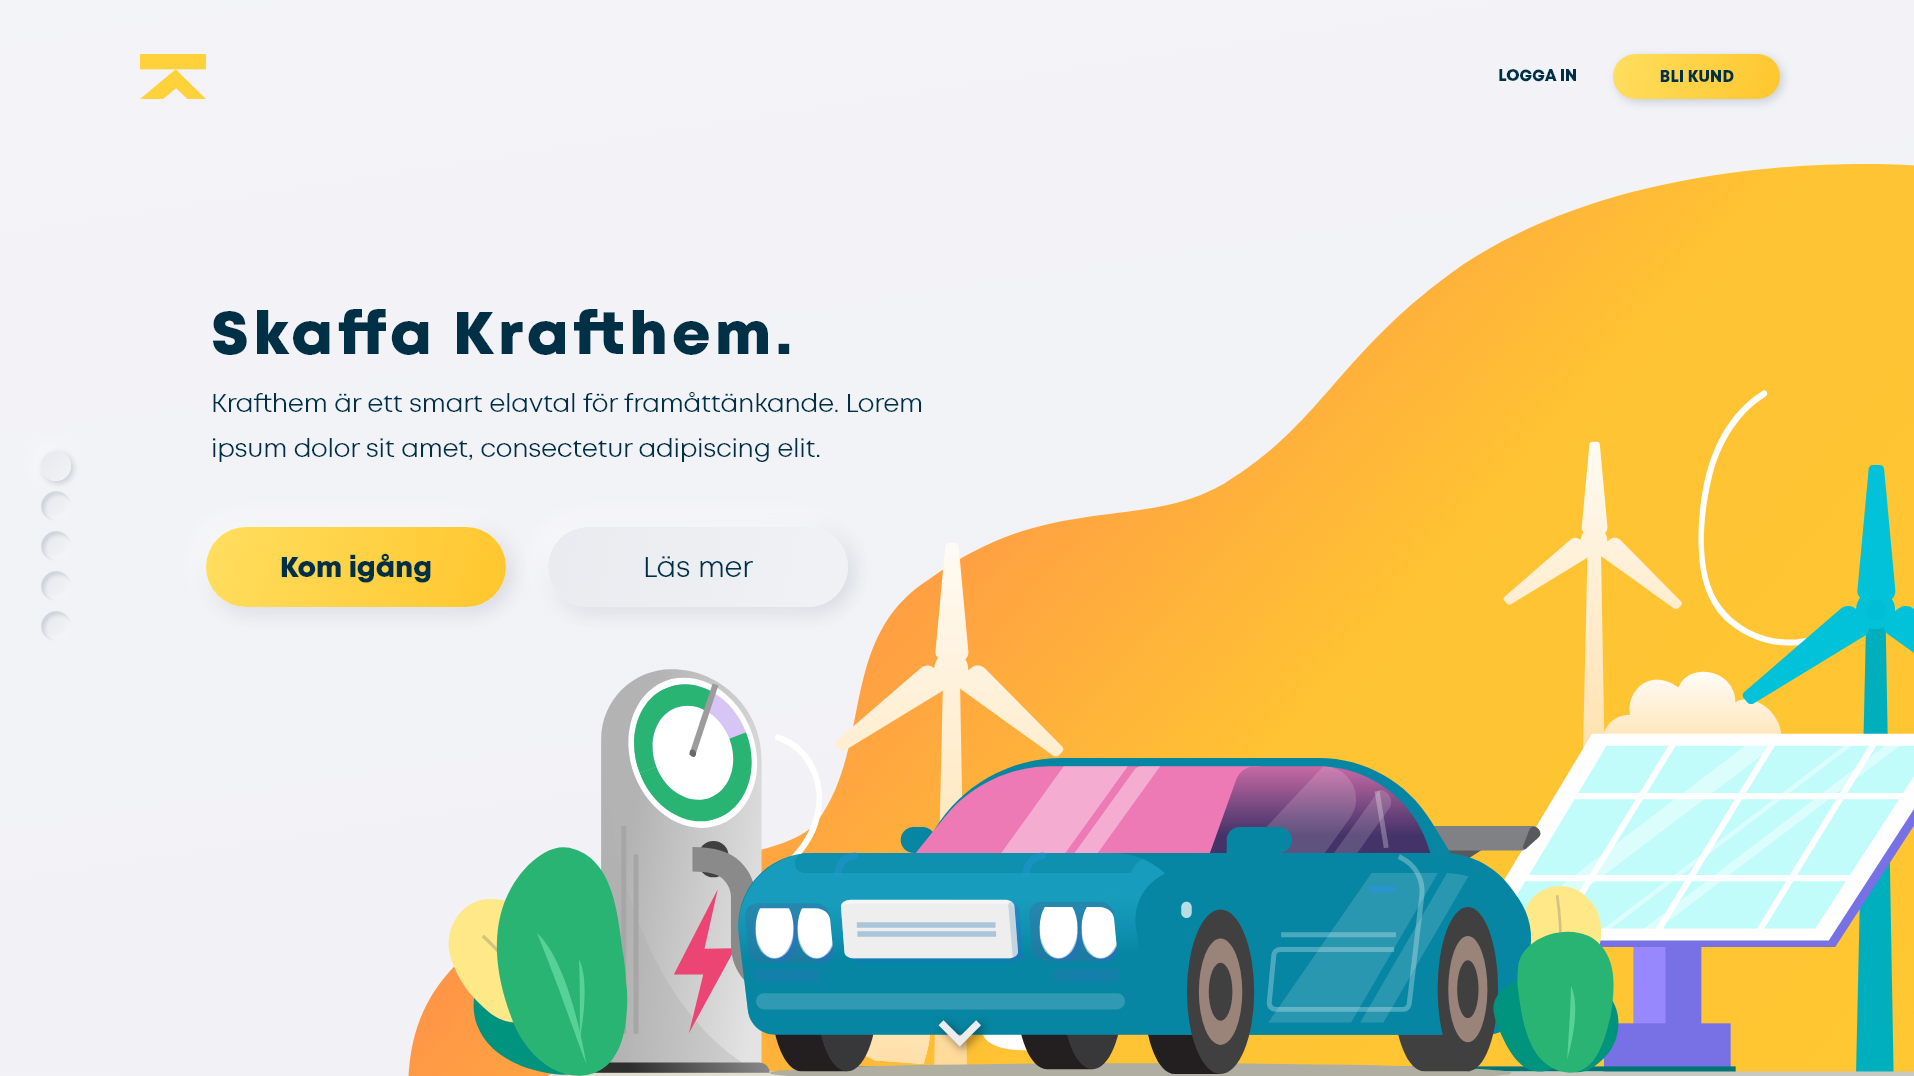 LOGGA IN
BLI KUND
Skaffa Krafthem.
Krafthem är ett smart elavtal för framåttänkande. Lorem
ipsum dolor sit amet, consectetur adipiscing elit.
Kom igång
Läs mer